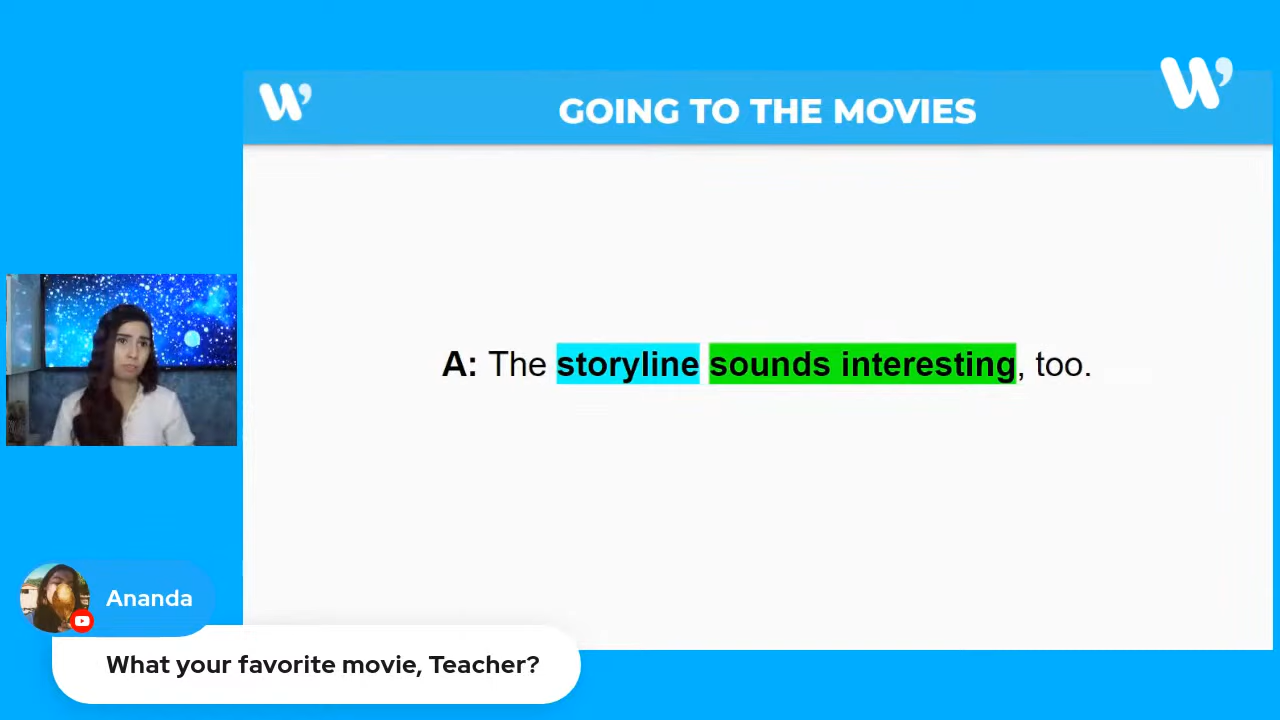 GOING TO THE MOVIES
A: The storyline sounds interesting, too.
Ananda
What your favorite movie, Teacher?